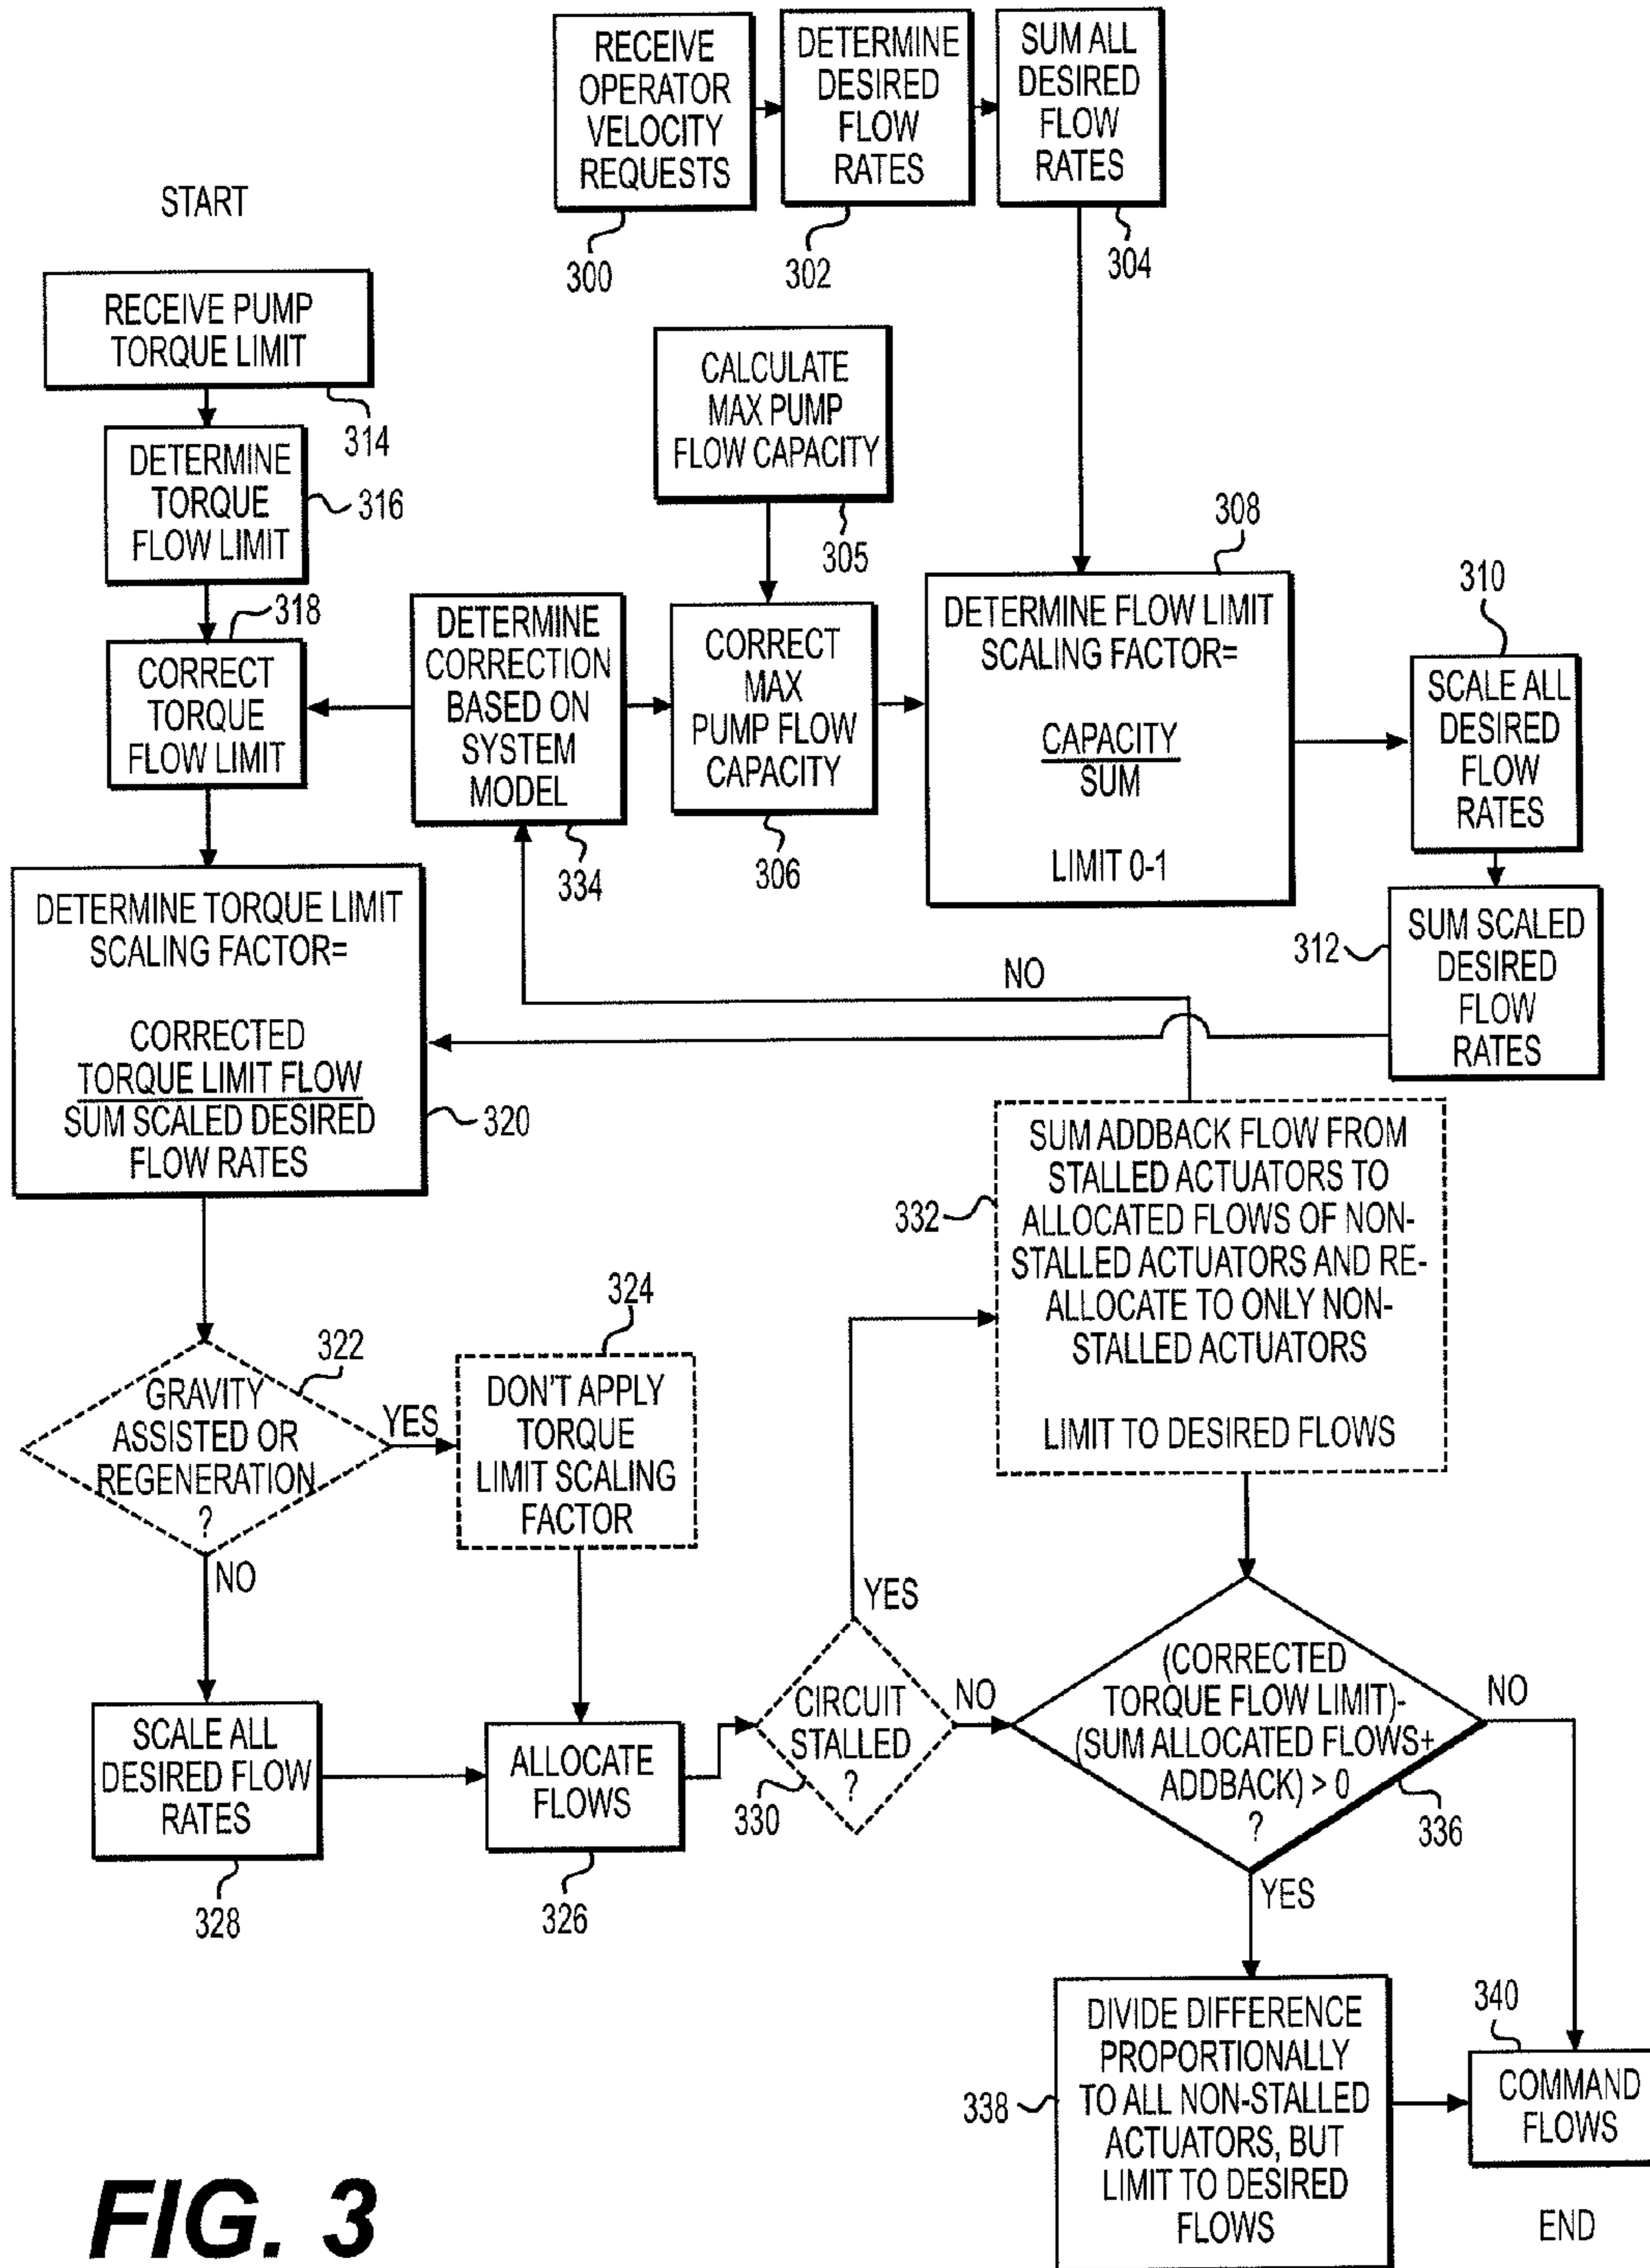 RECEIVE
OPERATOR
VELOCITY
REQUESTS
300
DETERMINE
DESIRED
FLOW
RATES
302
SUM ALL
DESIRED
FLOW
RATES
304
START
RECEIVE PUMP
TORQUE LIMIT
314
DETERMINE
TORQUE
FLOW LIMIT
316
CALCULATE
MAX PUMP
FLOW CAPACITY
305
318
CORRECT
TORQUE
FLOW LIMIT
DETERMINE
CORRECTION
BASED ON
SYSTEM
MODEL
334
CORRECT
MAX
PUMP FLOW
CAPACITY
306
308
DETERMINE FLOW LIMIT
SCALING FACTOR=
CAPACITY
SUM
LIMIT 0-1
310
SCALE ALL
DESIRED
FLOW
RATES
312
SUM SCALED
DESIRED
FLOW
RATES
DETERMINE TORQUE LIMIT
SCALING FACTOR=
CORRECTED
TORQUE LIMIT FLOW
SUM SCALED DESIRED
FLOW RATES
320
NO
332
SUM ADDBACK FLOW FROM
STALLED ACTUATORS TO
ALLOCATED FLOWS OF NON-
STALLED ACTUATORS AND RE-
ALLOCATE TO ONLY NON-
STALLED ACTUATORS
LIMIT TO DESIRED FLOWS
322
GRAVITY
ASSISTED OR
REGENERATION
?
YES
NO
324
DON'T APPLY
TORQUE
LIMIT SCALING
FACTOR
SCALE ALL
DESIRED FLOW
RATES
328
ALLOCATE
FLOWS
326
YES
CIRCUIT
STALLED
?
330
NO
(CORRECTED
TORQUE FLOW LIMIT)-
(SUM ALLOCATED FLOWS+
ADDBACK) > 0
?
336
NO
YES
338
DIVIDE DIFFERENCE
PROPORTIONALLY
TO ALL NON-STALLED
ACTUATORS, BUT
LIMIT TO DESIRED
FLOWS
340
COMMAND
FLOWS
END
FIG. 3